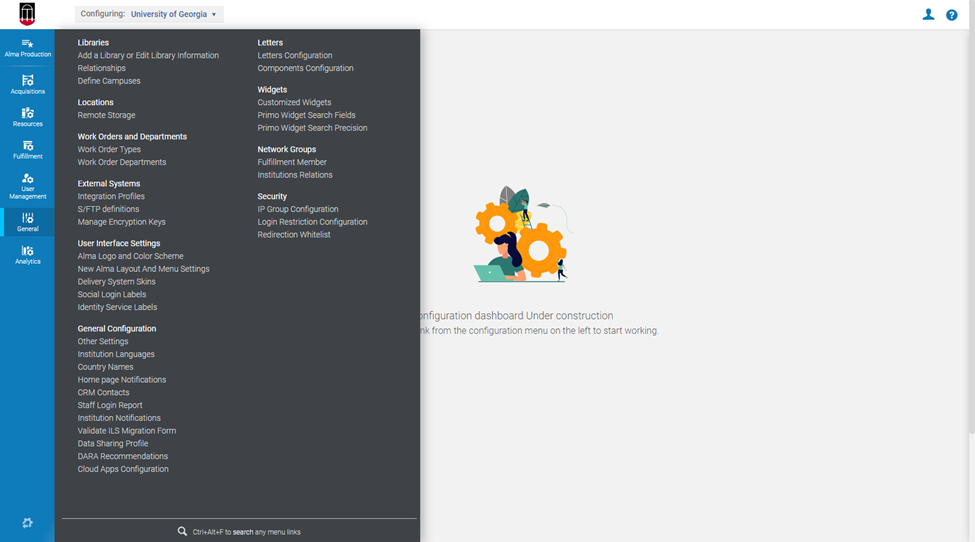 Configuring: University of Georgia
Alma Production
Acquisitions
Resources
Fulfillment
User
Management
General
Analytics
Libraries
Add a Library or Edit Library Information
Relationships
Define Campuses
Locations
Remote Storage
Work Orders and Departments
Work Order Types
Work Order Departments
External Systems
Integration Profiles
S/FTP definitions
Manage Encryption Keys
User Interface Settings
Alma Logo and Color Scheme
New Alma Layout And Menu Settings
Delivery System Skins
Social Login Labels
Identity Service Labels
General Configuration
Other Settings
Institution Languages
Country Names
Home page Notifications
CRM Contacts
Staff Login Report
Institution Notifications
Validate ILS Migration Form
Data Sharing Profile
DARA Recommendations
Cloud Apps Configuration
Letters
Letters Configuration
Components Configuration
Widgets
Customized Widgets
Primo Widget Search Fields
Primo Widget Search Precision
Network Groups
Fulfillment Member
Institutions Relations
Security
IP Group Configuration
Login Restriction Configuration
Redirection Whitelist
onfiguration dashboard Under construction
nk from the configuration menu on the left to start working.
Ctrl+Alt+F to search any menu links